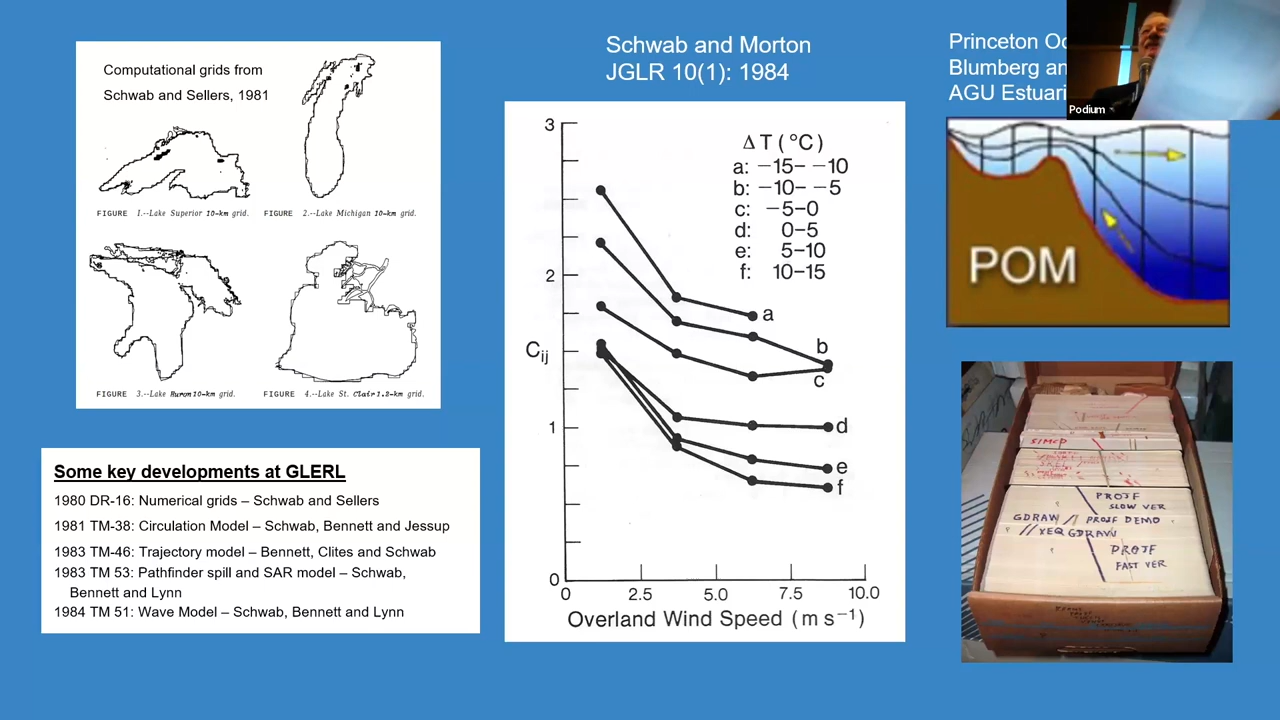 Computational grids from
Schwab and Sellers, 1981
FIGURE 1.--Lake Superior 10-km grid.
FIGURE 2.--Lake Michigan 10-km grid.
FIGURE 3.--Lake Huron 10-km grid.
FIGURE 4.--Lake St. Clair 1.2-km grid.
Some key developments at GLERL
1980 DR-16: Numerical grids – Schwab and Sellers
1981 TM-38: Circulation Model – Schwab, Bennett and Jessup
1983 TM-46: Trajectory model – Bennett, Clites and Schwab
1983 TM 53: Pathfinder spill and SAR model – Schwab,
Bennett and Lynn
1984 TM 51: Wave Model – Schwab, Bennett and Lynn
Schwab and Morton
JGLR 10(1): 1984
3
2
1
0
Cij
Δ T (°C)
a: −15– −10
b: −10– −5
c: −5–0
d: 0–5
e: 5–10
f: 10–15
a
b
c
d
e
f
0 2.5 5.0 7.5 10.0
Overland Wind Speed (m s−1)
Princeton
Blumberg
AGU
Podium
POM
SIMCP
PROJF
SLOW VER
GDRAW // PROJF DEMO
//XEQ GDRAW
PROJF
FAST VER